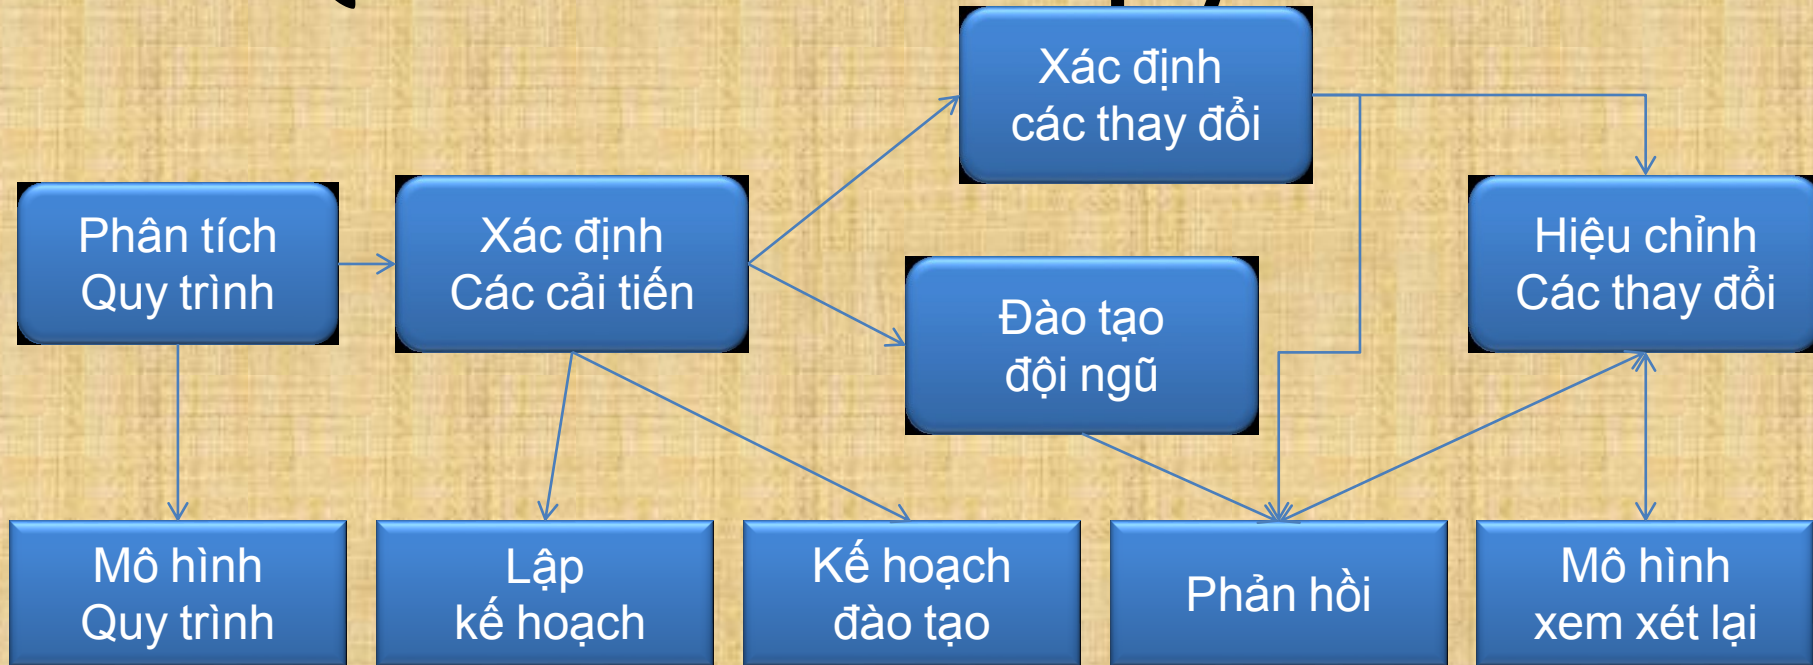 Xác định
các thay đổi
Phân tích
Quy trình
Xác định
Các cải tiến
Hiệu chỉnh
Các thay đổi
Đào tạo
đội ngũ
Mô hình
Quy trình
Lập
kế hoạch
Kế hoạch
đào tạo
Phản hồi
Mô hình
xem xét lại